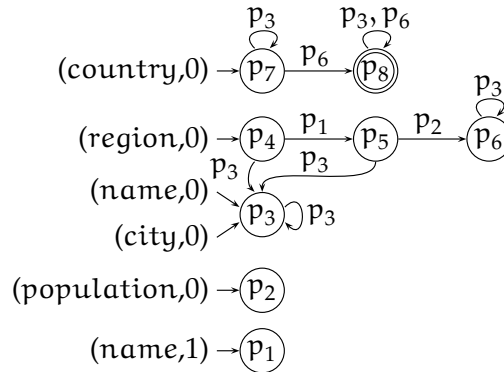 p₃ p₃, p₆
(country,0) p₇ p₆ p₈
p₃
(region,0) p₄ p₁ p₅ p₂ p₆
p₃ p₃
(name,0)
p₃ p₃
(city,0)
(population,0) p₂
(name,1) p₁